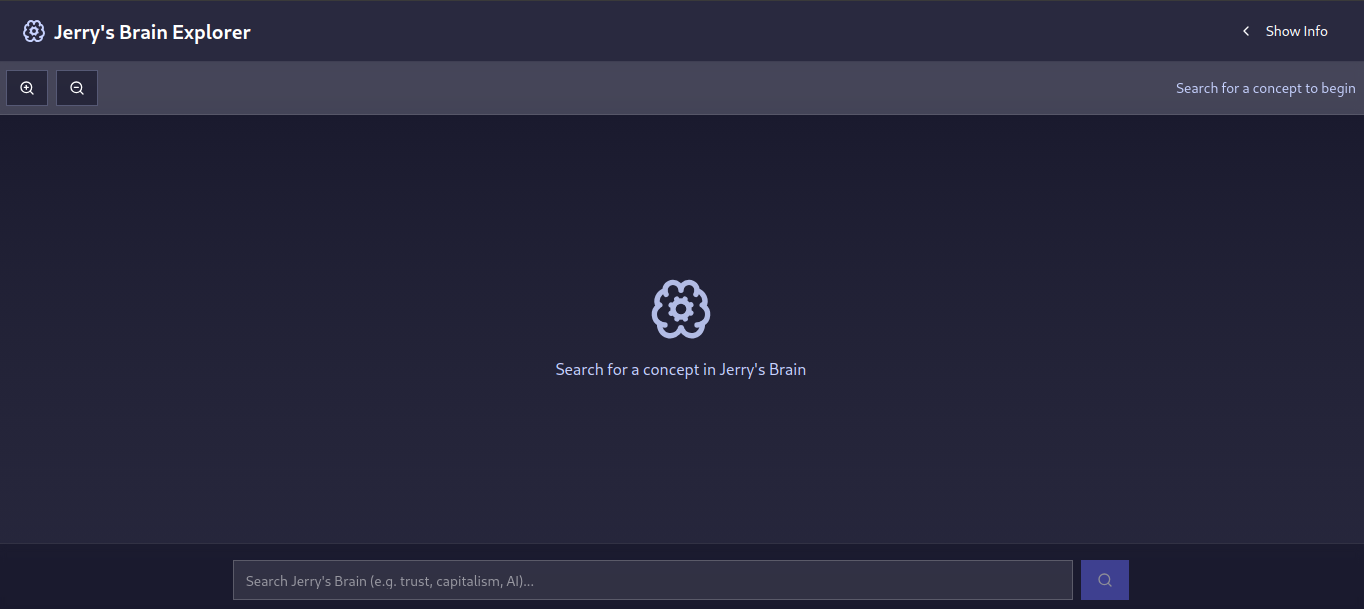 Jerry's Brain Explorer
Show Info
Search for a concept to begin
Search for a concept in Jerry's Brain
Search Jerry's Brain (e.g. trust, capitalism, AI)...